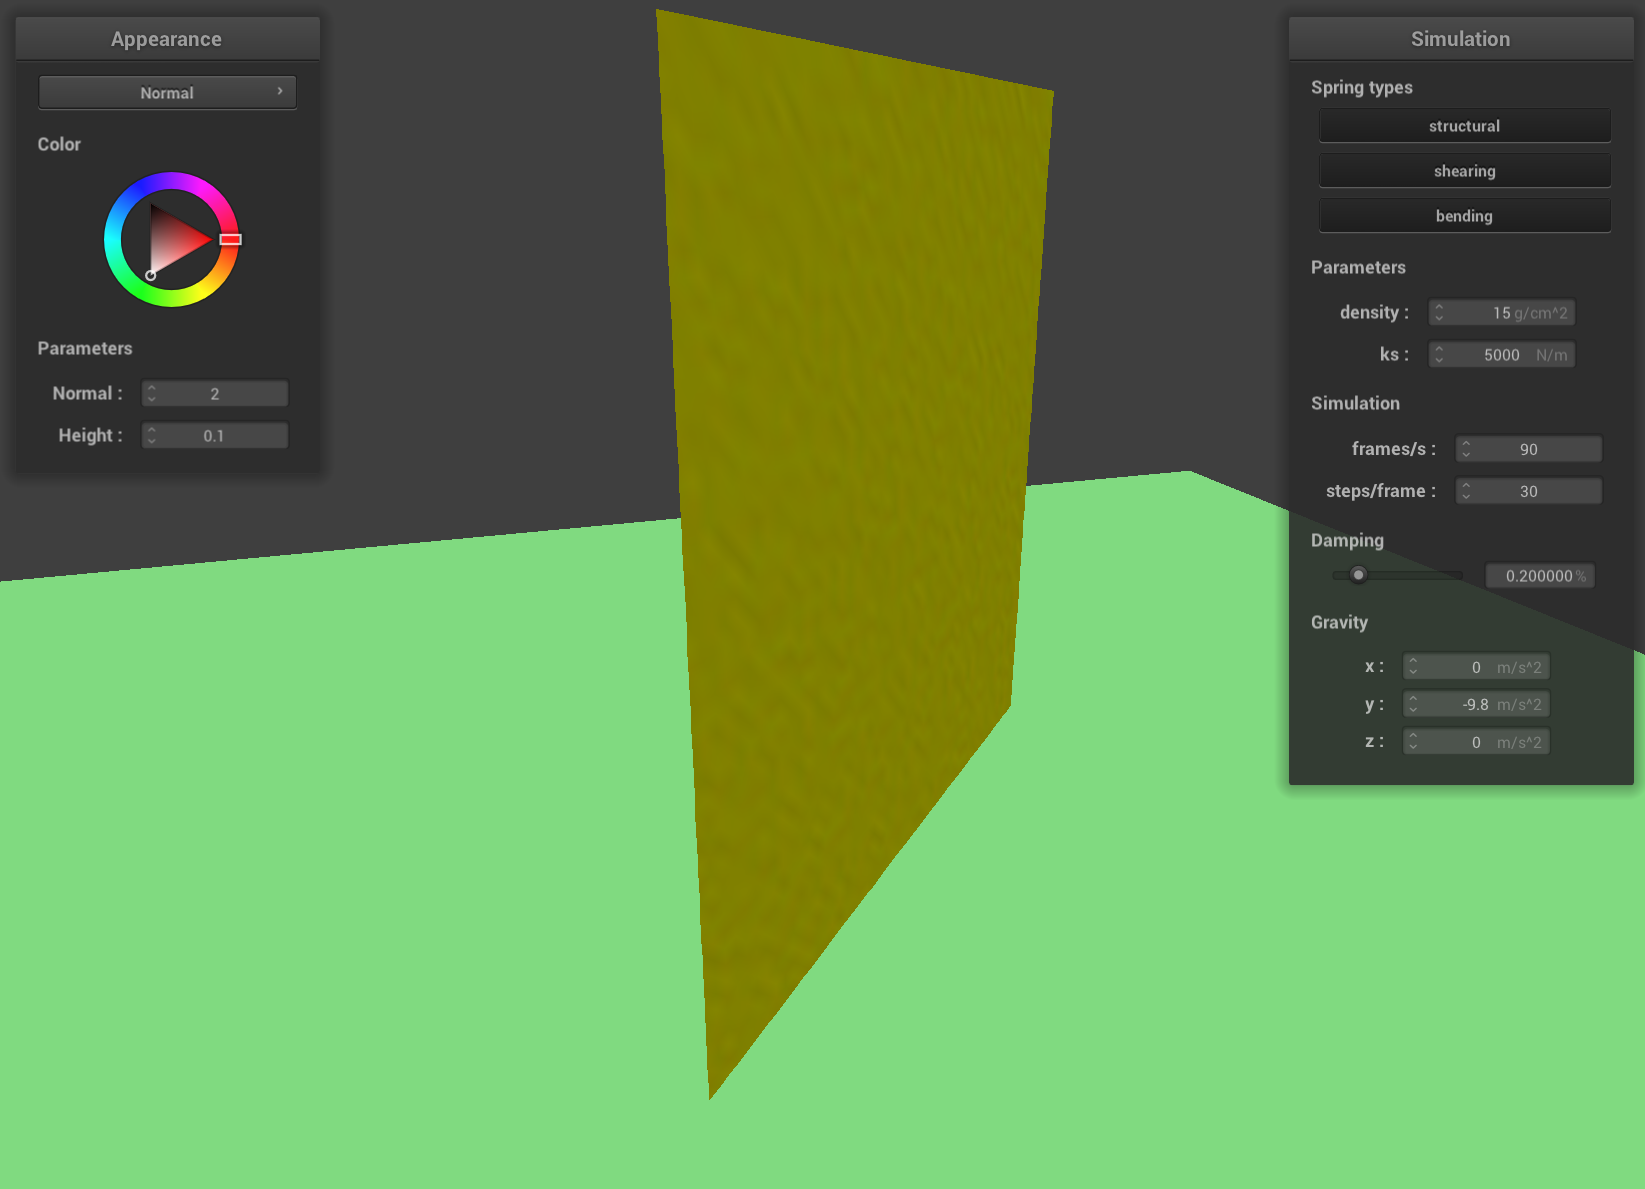 Appearance
Normal
Color
Parameters
Normal : 2
Height : 0.1
Simulation
Spring types
structural
shearing
bending
Parameters
density : 15 g/cm^2
ks : 5000 N/m
Simulation
frames/s : 90
steps/frame : 30
Damping
0.200000 %
Gravity
x : 0 m/s^2
y : -9.8 m/s^2
z : 0 m/s^2